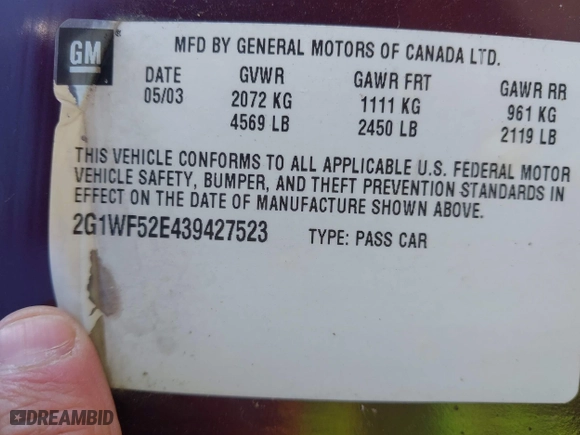 GM
MFD BY GENERAL MOTORS OF CANADA LTD.
DATE GVWR GAWR FRT GAWR RR
05/03 2072 KG 1111 KG 961 KG
4569 LB 2450 LB 2119 LB
THIS VEHICLE CONFORMS TO ALL APPLICABLE U.S. FEDERAL MOTOR
VEHICLE SAFETY, BUMPER, AND THEFT PREVENTION STANDARDS IN
EFFECT ON THE DATE OF MANUFACTURE SHOWN ABOVE.
2G1WF52E439427523 TYPE: PASS CAR
DREAMBID